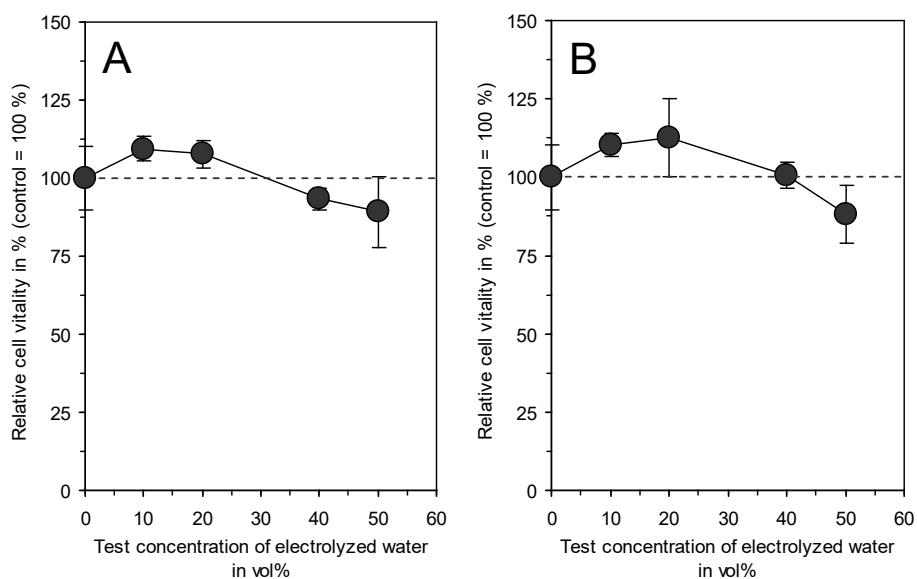 A
Relative cell vitality in % (control = 100 %)
150
125
100
75
50
25
0
0 10 20 30 40 50 60
Test concentration of electrolyzed water
in vol%
B
Relative cell vitality in % (control = 100 %)
150
125
100
75
50
25
0
0 10 20 30 40 50 60
Test concentration of electrolyzed water
in vol%